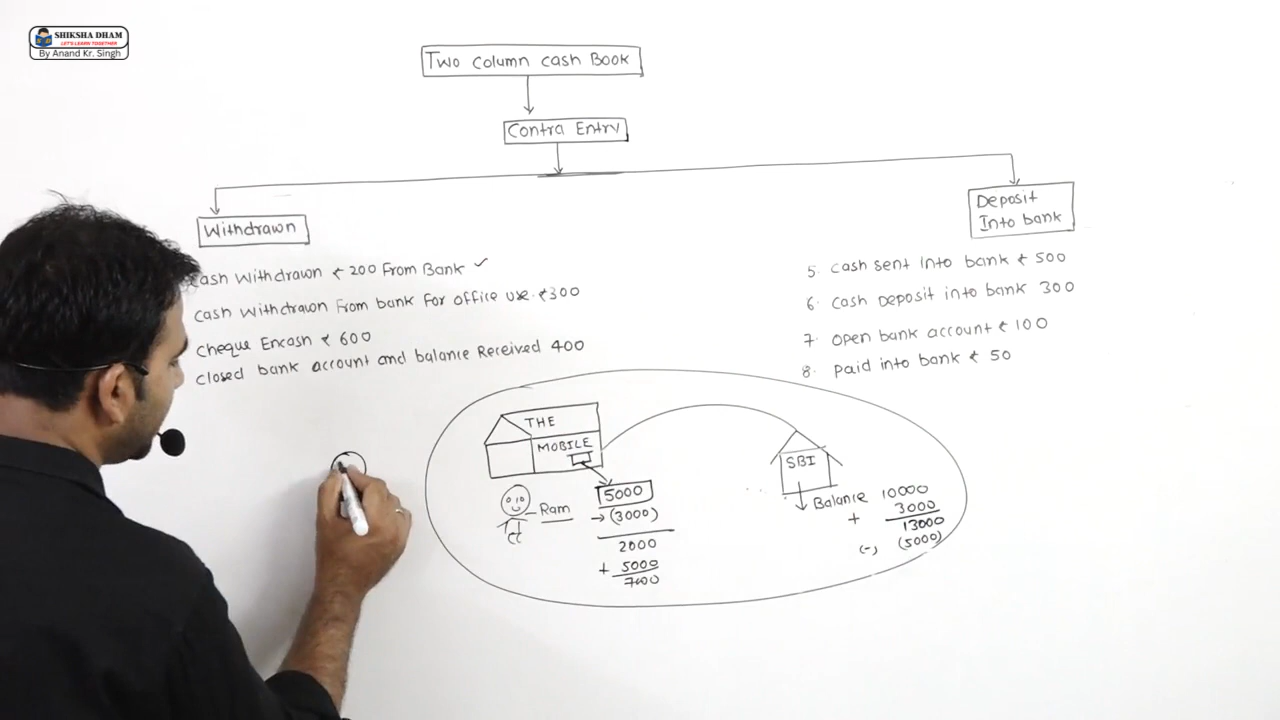 SHIKSHA DHAM
LET'S LEARN TOGETHER
By Anand Kr. Singh
Two column cash Book
Contra Entry
Withdrawn
Deposit
Into bank
cash withdrawn ₹ 200 From Bank ✓
cash withdrawn From bank For office use ₹300
cheque Encash ₹ 600
closed bank account and balance Received 400
5. cash sent into bank ₹ 500
6. cash Deposit into bank 300
7. open bank account ₹ 100
8. paid into bank ₹ 50
THE
MOBILE
Ram
5000
→ (3000)
2000
+ 5000
7000
SBI
Balance 10000
+ 3000
13000
(-) (5000)